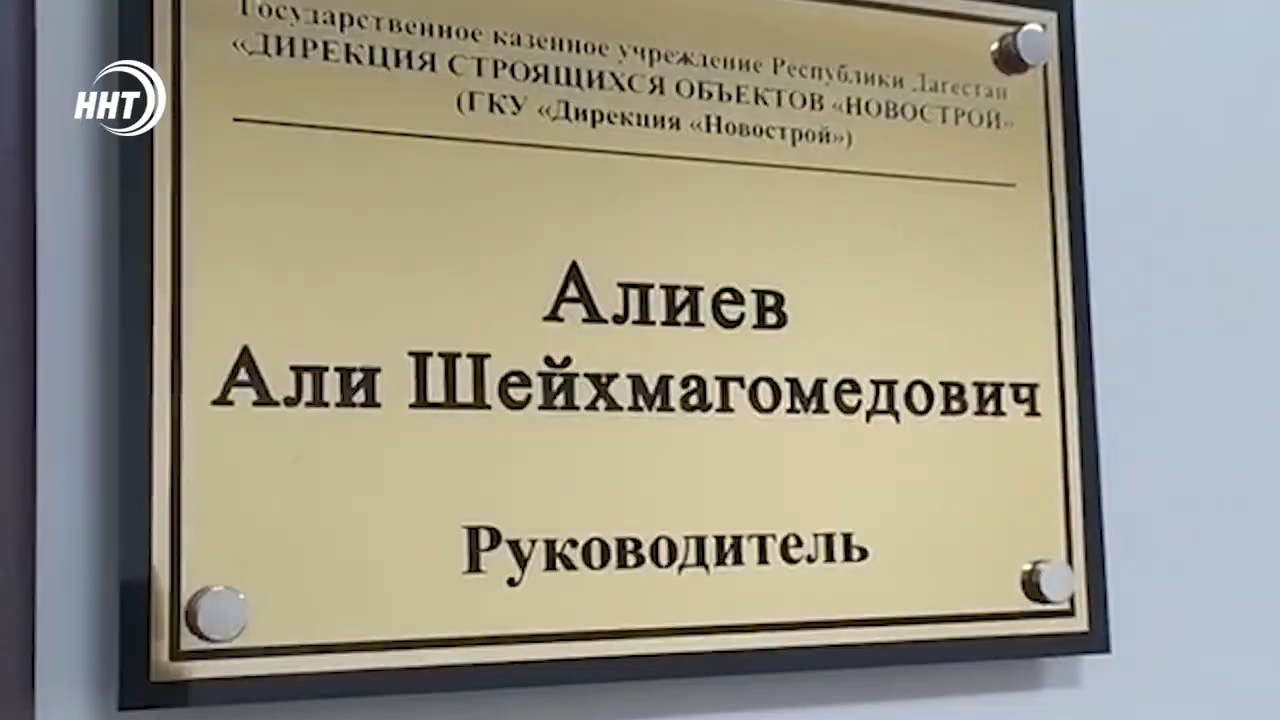 ННТ
Государственное казенное учреждение Республики Дагестан
«ДИРЕКЦИЯ СТРОЯЩИХСЯ ОБЪЕКТОВ «НОВОСТРОЙ»
(ГКУ «Дирекция «Новострой»)
Алиев
Али Шейхмагомедович
Руководитель